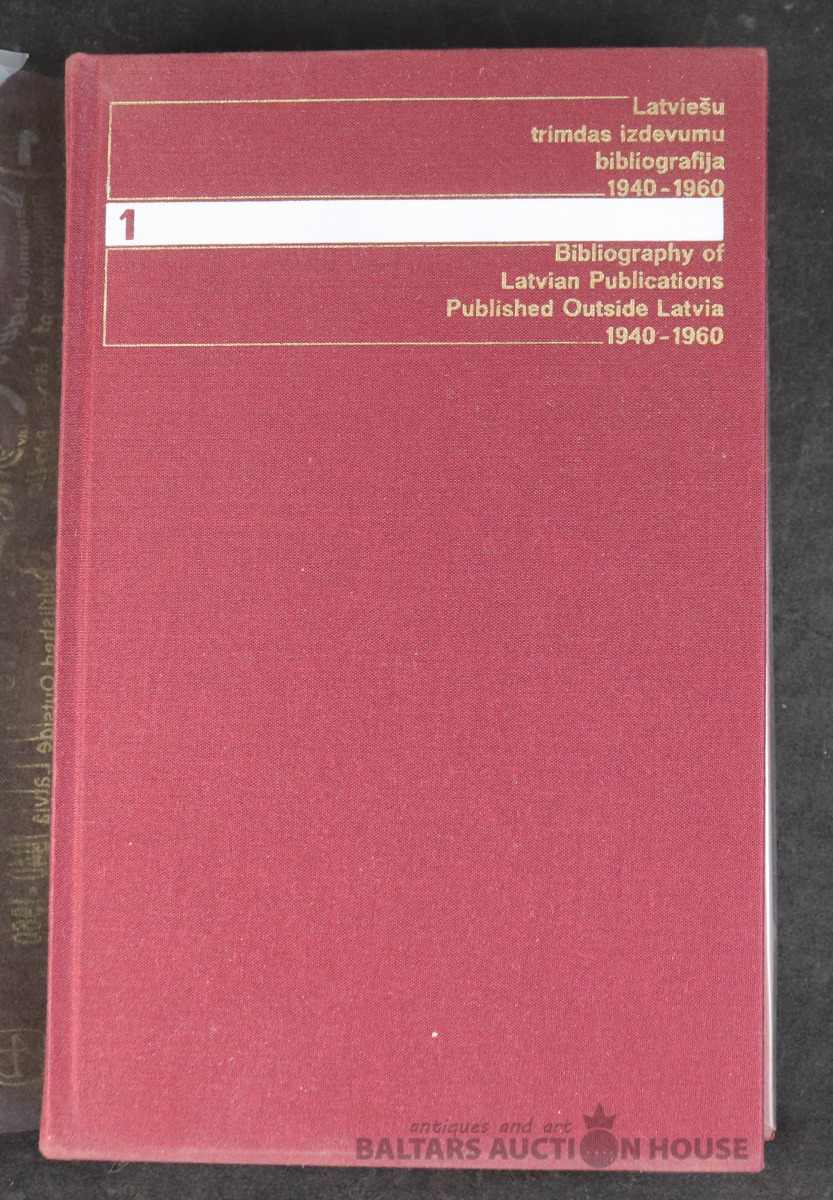 Latviešu
trimdas izdevumu
bibliografija
1940-1960
1
Bibliography of
Latvian Publications
Published Outside Latvia
1940-1960
antiques and art
BALTARS AUCTION HOUSE